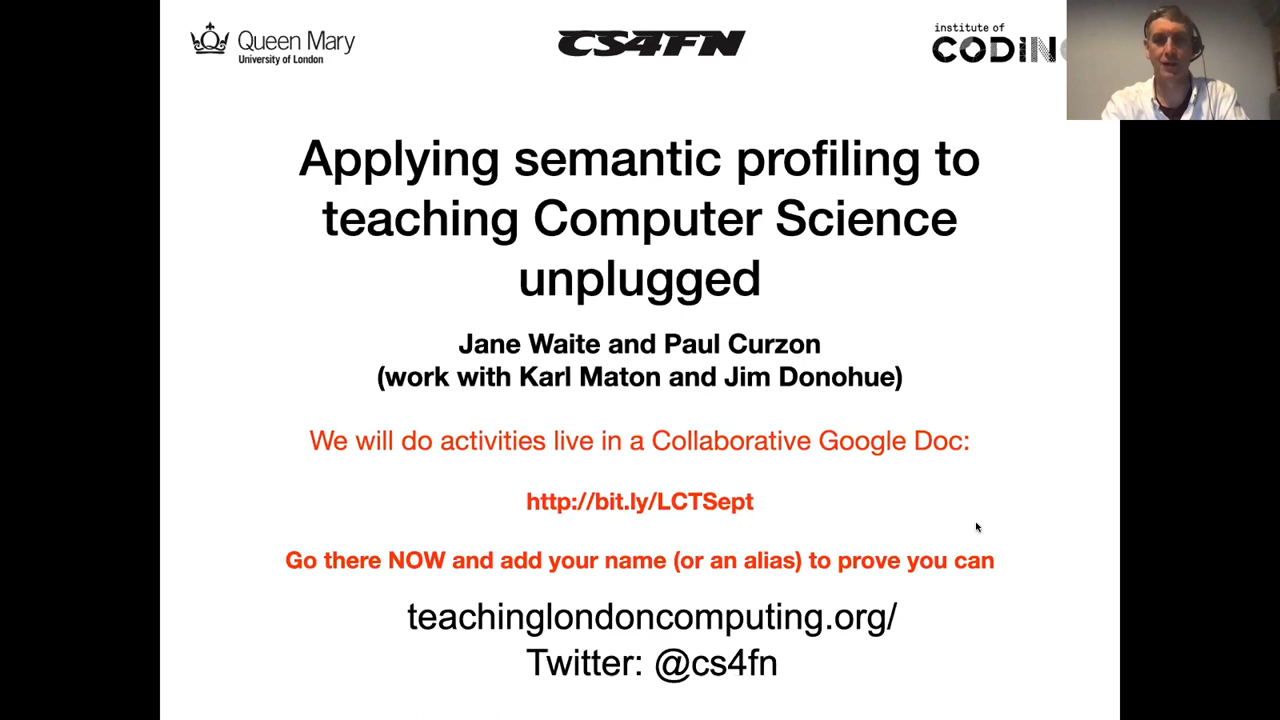 Queen Mary
University of London
CS4FN
institute of
CODIN
Applying semantic profiling to
teaching Computer Science
unplugged
Jane Waite and Paul Curzon
(work with Karl Maton and Jim Donohue)
We will do activities live in a Collaborative Google Doc:
http://bit.ly/LCTSept
Go there NOW and add your name (or an alias) to prove you can
teachinglondoncomputing.org/
Twitter: @cs4fn